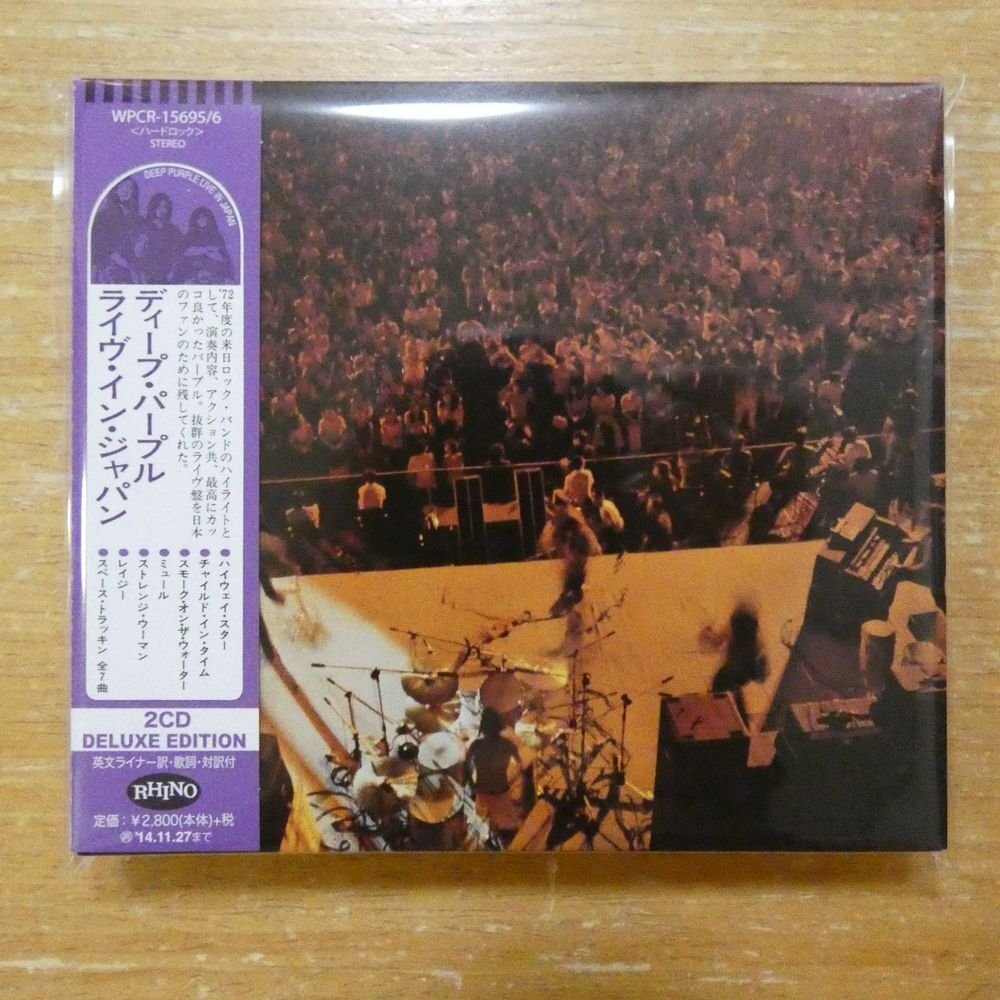 WPCR-15695/6
<ハードロック>
STEREO
DEEP PURPLE LIVE IN JAPAN
ディープ・パープル
ライヴ・イン・ジャパン
'72年度の来日ロック・バンドのハイライトと
して、演奏内容、アクション共、最高にカッ
コ良かったパープル。抜群のライヴ盤を日本
のファンのために残してくれた。
●ハイウェイ・スター
●チャイルド・イン・タイム
●スモーク・オン・ザ・ウォーター
●ミュール
●ストレンジ・ウーマン
●レイジー
●スペース・トラッキン 全7曲
2CD
DELUXE EDITION
英文ライナー訳・歌詞・対訳付
RHINO
定価:¥2,800(本体)+税
'14.11.27まで